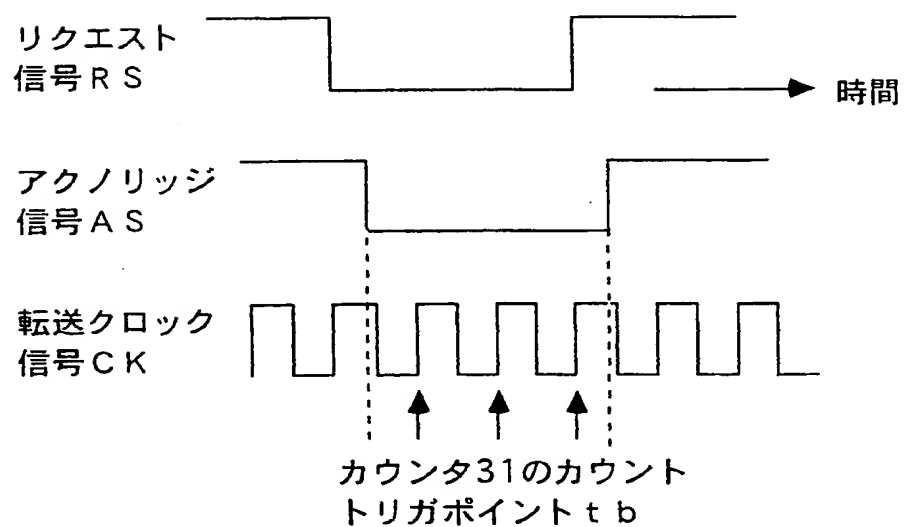 リクエスト
信号ＲＳ
時間
アクノリッジ
信号ＡＳ
転送クロック
信号ＣＫ
カウンタ31のカウント
トリガポイントｔｂ